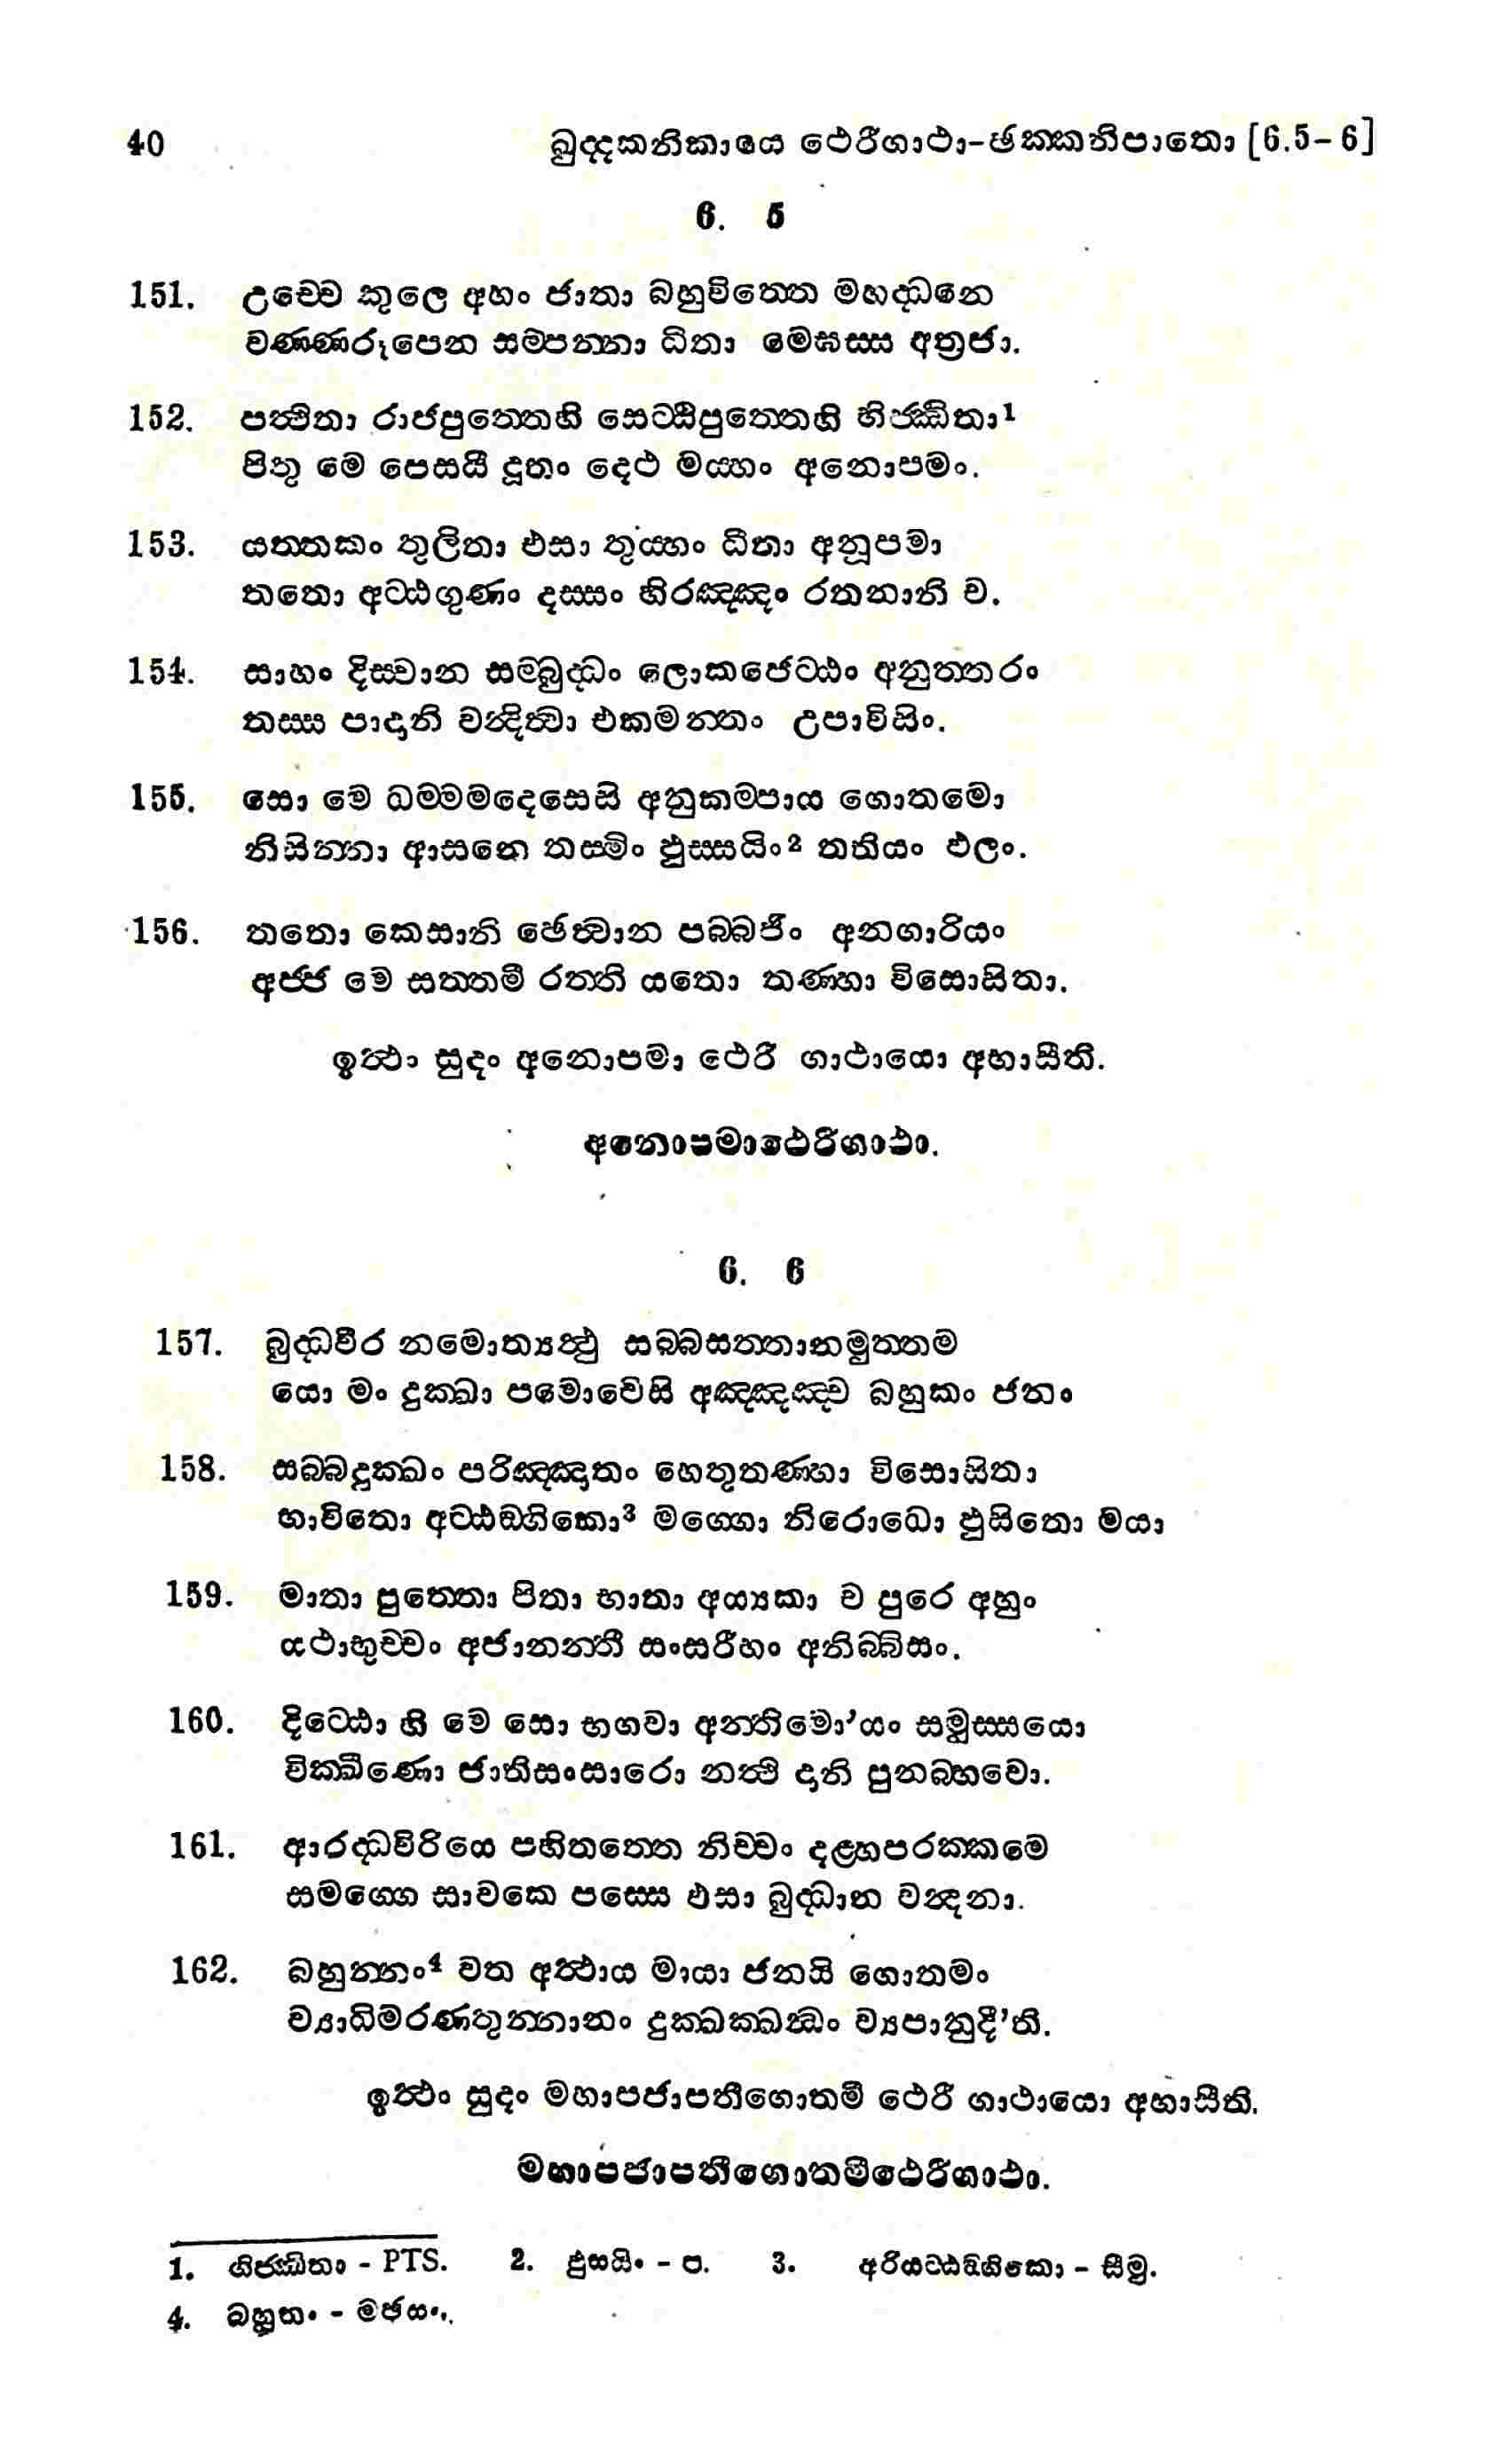 40 ඛුද්දකනිකායෙ ථෙරීගාථා-ඡක්කනිපාතො [6.5-6]
6. 5
151. උච්චෙ කුලෙ අහං ජාතා බහුවිත්තෙ මහද්ධනෙ
වණ්ණරූපෙන සම්පන්නා ධීතා මෙඝස්ස අත්‍රජා.
152. පත්ථිතා රාජපුත්තෙහි සෙට්ඨිපුත්තෙහි හිජ්ඣිතා¹
පිතු මෙ පෙසයී දූතං දෙථ මය්හං අනොපමං.
153. යත්තකං තුලිතා එසා තුය්හං ධීතා අනූපමා
තතො අට්ඨගුණං දස්සං හිරඤ්ඤං රතනානි ච.
154. සාහං දිස්වාන සම්බුද්ධං ලොකජෙට්ඨං අනුත්තරං
තස්ස පාදානි වන්දිත්වා එකමන්තං උපාවිසිං.
155. සො මෙ ධම්මමදෙසෙසි අනුකම්පාය ගොතමො
නිසින්නා ආසනෙ තස්මිං ඵුස්සයිං² තතියං ඵලං.
156. තතො කෙසානි ඡෙත්වාන පබ්බජිං අනගාරියං
අජ්ජ මෙ සත්තමී රත්ති යතො තණ්හා විසොසිතා.
ඉත්ථං සුදං අනොපමා ථෙරී ගාථායො අභාසීති.
අනොපමාථෙරීගාථා.
6. 6
157. බුද්ධවීර නමොත්‍යත්ථු සබ්බසත්තානමුත්තම
යො මං දුක්ඛා පමොචෙසි අඤ්ඤඤ්ච බහුකං ජනං
158. සබ්බදුක්ඛං පරිඤ්ඤාතං හෙතුතණ්හා විසොසිතා
භාවිතො අට්ඨඞ්ගිකො³ මග්ගො නිරොධො ඵුසිතො මයා
159. මාතා පුත්තො පිතා භාතා අය්‍යකා ච පුරෙ අහුං
යථාභුච්චං අජානන්තී සංසරීහං අනිබ්බිසං.
160. දිට්ඨො හි මෙ සො භගවා අන්තිමො’යං සමුස්සයො
වික්ඛීණො ජාතිසංසාරො නත්ථි දානි පුනබ්භවො.
161. ආරද්ධවිරියෙ පහිතත්තෙ නිච්චං දළ්හපරක්කමෙ
සමග්ගෙ සාවකෙ පස්සෙ එසා බුද්ධාන වන්දනා.
162. බහුන්නං⁴ වත අත්ථාය මායා ජනයි ගොතමං
ව්‍යාධිමරණතුන්නානං දුක්ඛක්ඛන්ධං ව්‍යපානුදී’ති.
ඉත්ථං සුදං මහාපජාපතීගොතමී ථෙරී ගාථායො අභාසීති.
මහාපජාපතීගොතමීථෙරීගාථා.
1. ගිජ්ඣිතා - PTS. 2. ඵුසයිං - ප. 3. අරියට්ඨඞ්ගිකො - සීමු.
4. බහූනං - මඡසං.